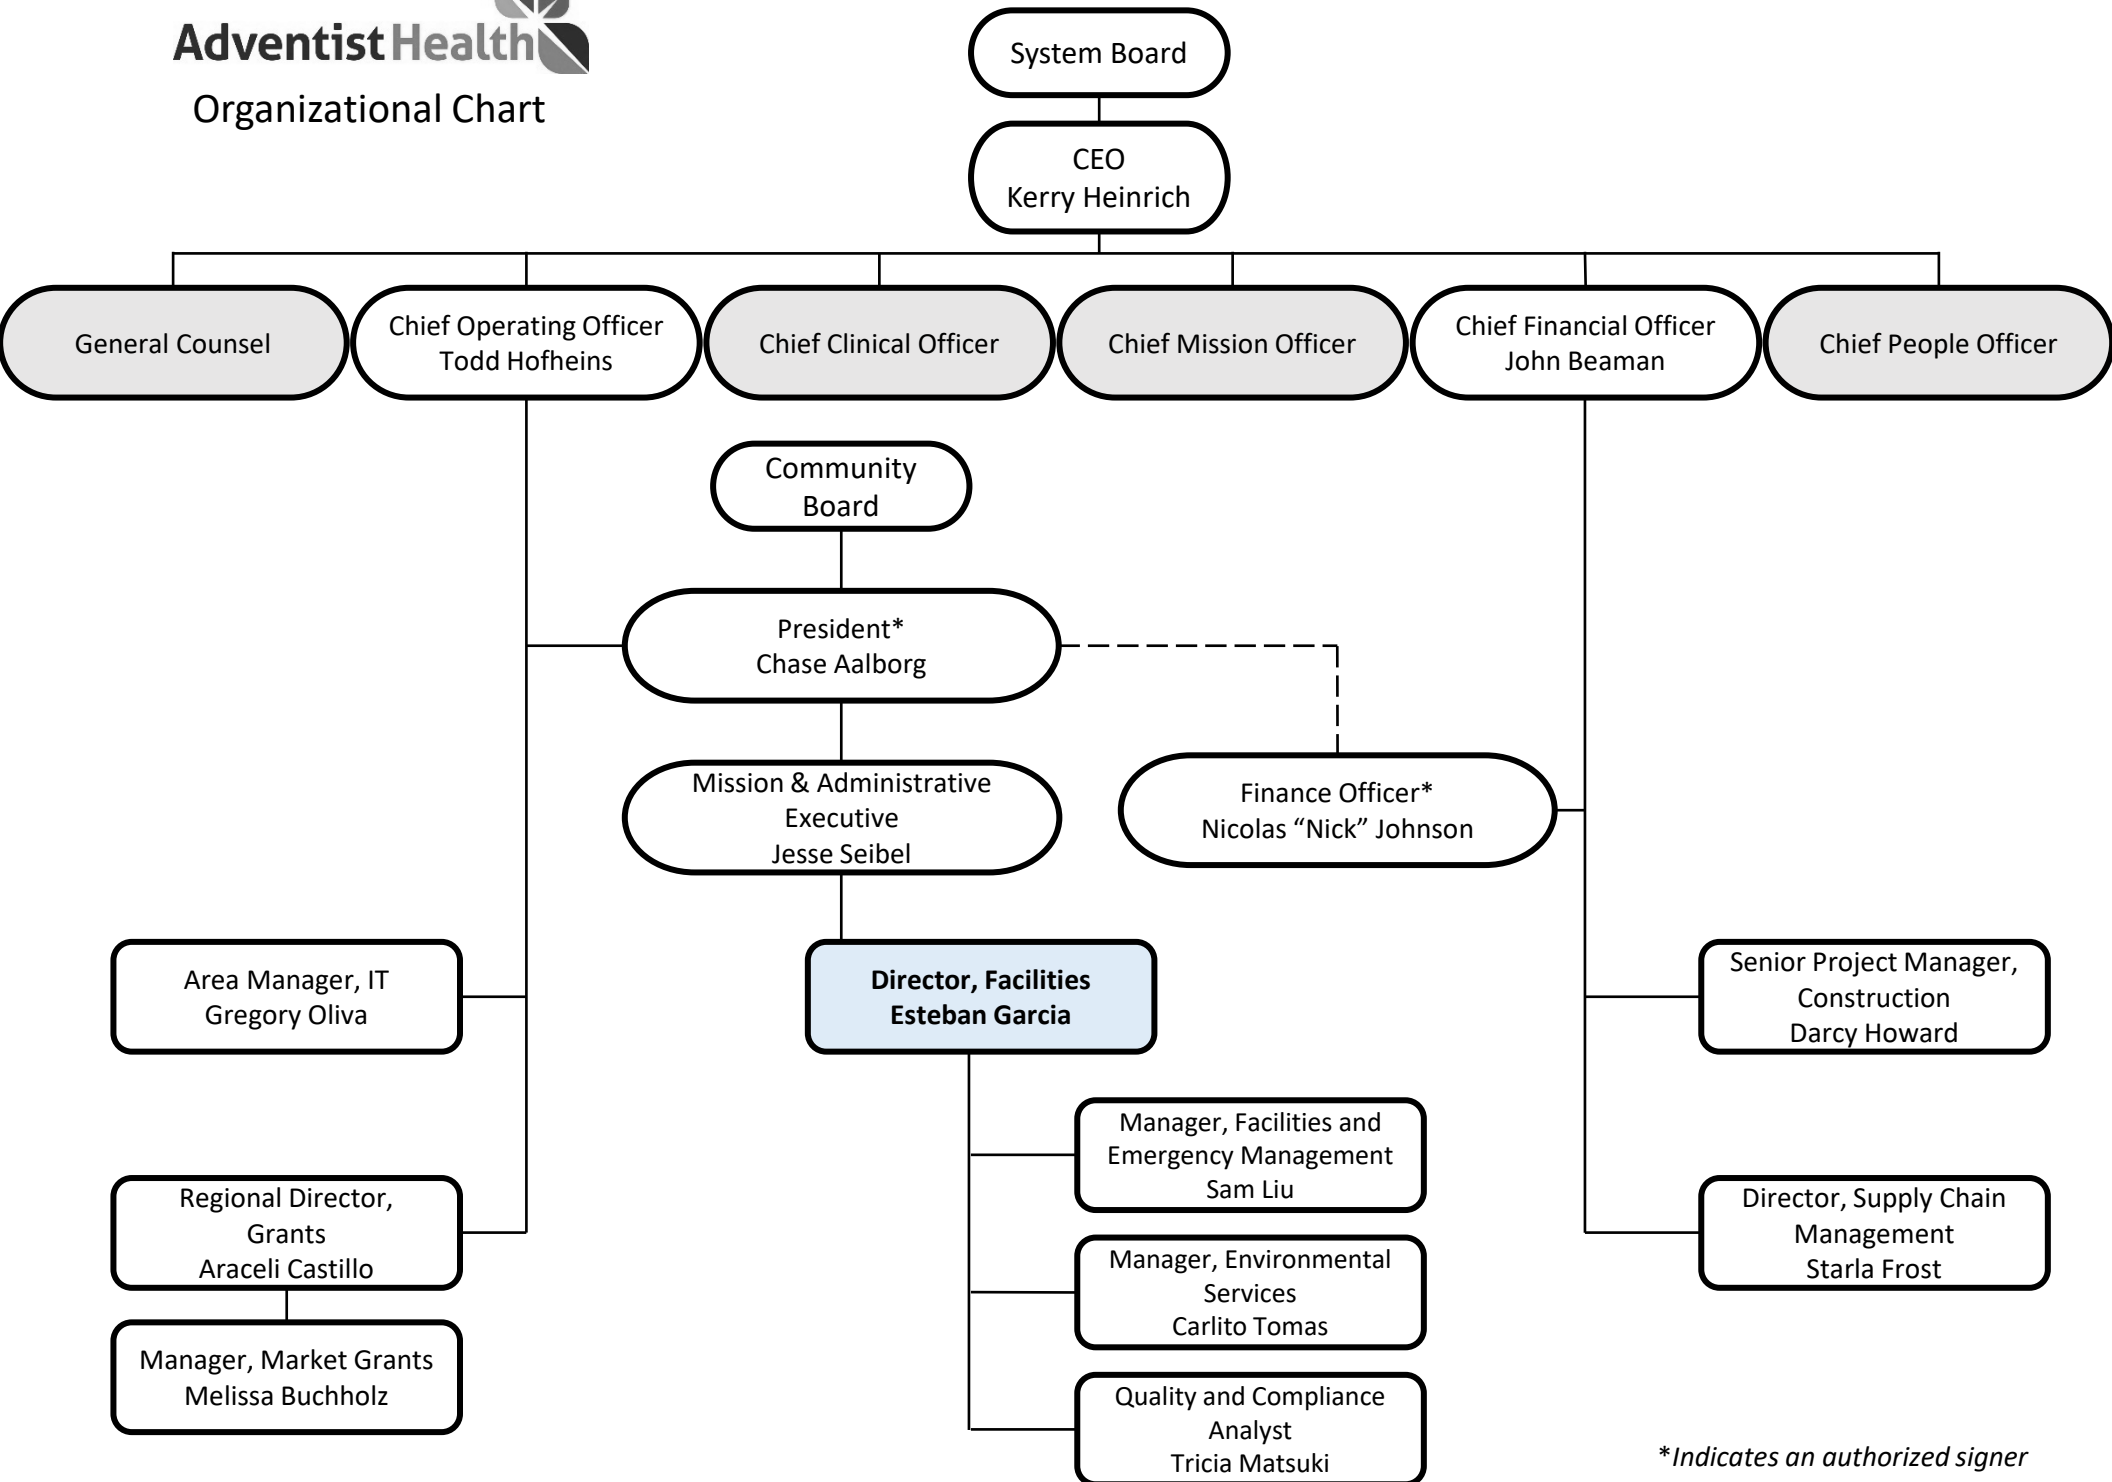 AdventistHealth
Organizational Chart
System Board
CEO
Kerry Heinrich
General Counsel
Chief Operating Officer
Todd Hofheins
Chief Clinical Officer
Chief Mission Officer
Chief Financial Officer
John Beaman
Chief People Officer
Community
Board
President*
Chase Aalborg
Mission & Administrative
Executive
Jesse Seibel
Finance Officer*
Nicolas “Nick” Johnson
Area Manager, IT
Gregory Oliva
Director, Facilities
Esteban Garcia
Senior Project Manager,
Construction
Darcy Howard
Manager, Facilities and
Emergency Management
Sam Liu
Regional Director,
Grants
Araceli Castillo
Director, Supply Chain
Management
Starla Frost
Manager, Environmental
Services
Carlito Tomas
Manager, Market Grants
Melissa Buchholz
Quality and Compliance
Analyst
Tricia Matsuki
*Indicates an authorized signer